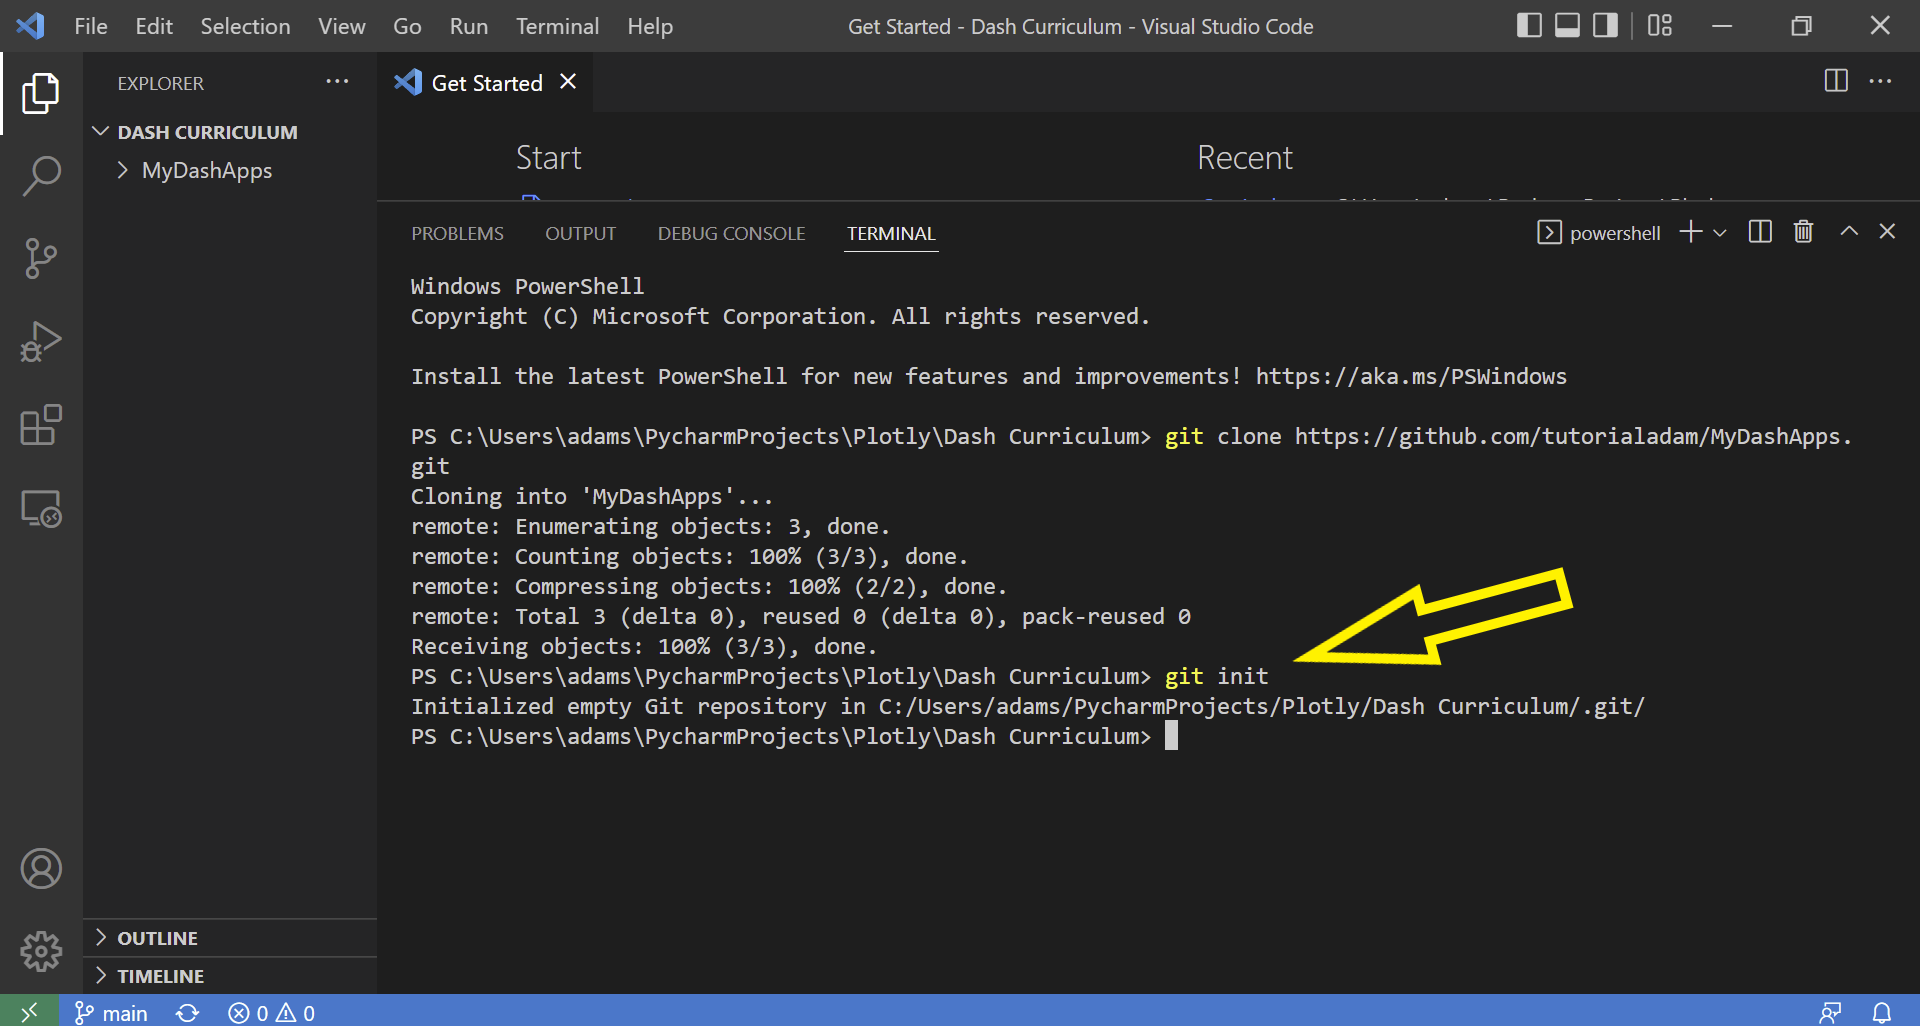 File Edit Selection View Go Run Terminal Help Get Started - Dash Curriculum - Visual Studio Code
EXPLORER
Get Started
DASH CURRICULUM
MyDashApps
Start
Recent
PROBLEMS OUTPUT DEBUG CONSOLE TERMINAL powershell
Windows PowerShell
Copyright (C) Microsoft Corporation. All rights reserved.
Install the latest PowerShell for new features and improvements! https://aka.ms/PSWindows
PS C:\Users\adams\PycharmProjects\Plotly\Dash Curriculum> git clone https://github.com/tutorialadam/MyDashApps.
git
Cloning into 'MyDashApps'...
remote: Enumerating objects: 3, done.
remote: Counting objects: 100% (3/3), done.
remote: Compressing objects: 100% (2/2), done.
remote: Total 3 (delta 0), reused 0 (delta 0), pack-reused 0
Receiving objects: 100% (3/3), done.
PS C:\Users\adams\PycharmProjects\Plotly\Dash Curriculum> git init
Initialized empty Git repository in C:/Users/adams/PycharmProjects/Plotly/Dash Curriculum/.git/
PS C:\Users\adams\PycharmProjects\Plotly\Dash Curriculum>
OUTLINE
TIMELINE
main 0 0